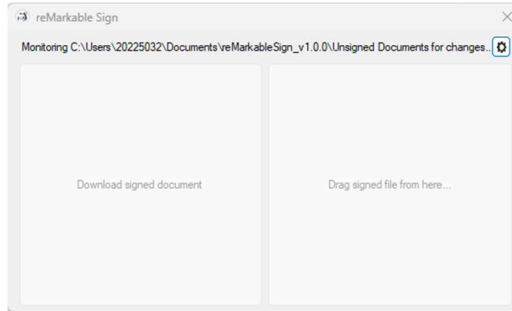 reMarkable Sign
Monitoring C:\Users\20225032\Documents\reMarkableSign_v1.0.0\Unsigned Documents for changes...
Download signed document
Drag signed file from here...